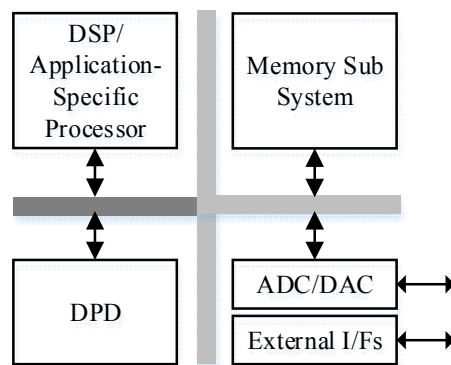 DSP/
Application-
Specific
Processor
Memory Sub
System
DPD
ADC/DAC
External I/Fs